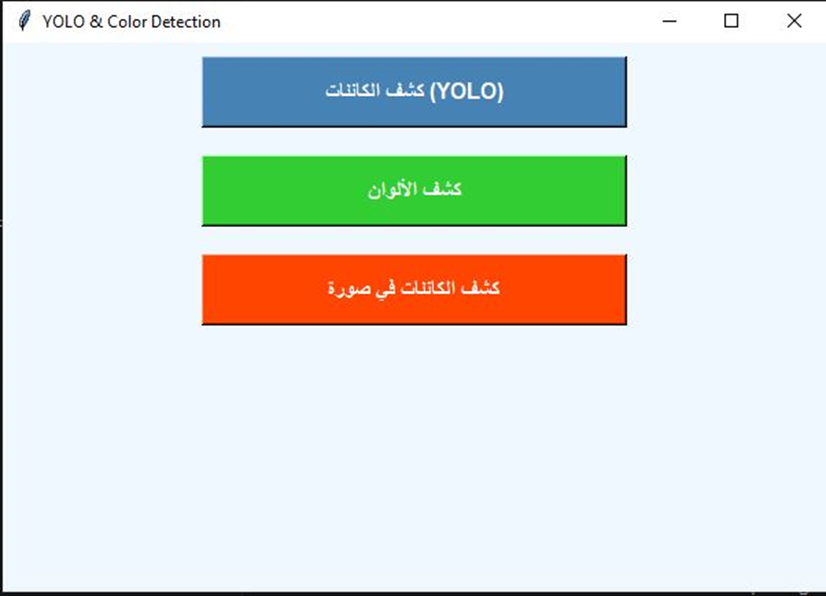 YOLO & Color Detection
كشف الكائنات (YOLO)
كشف الألوان
كشف الكائنات في صورة